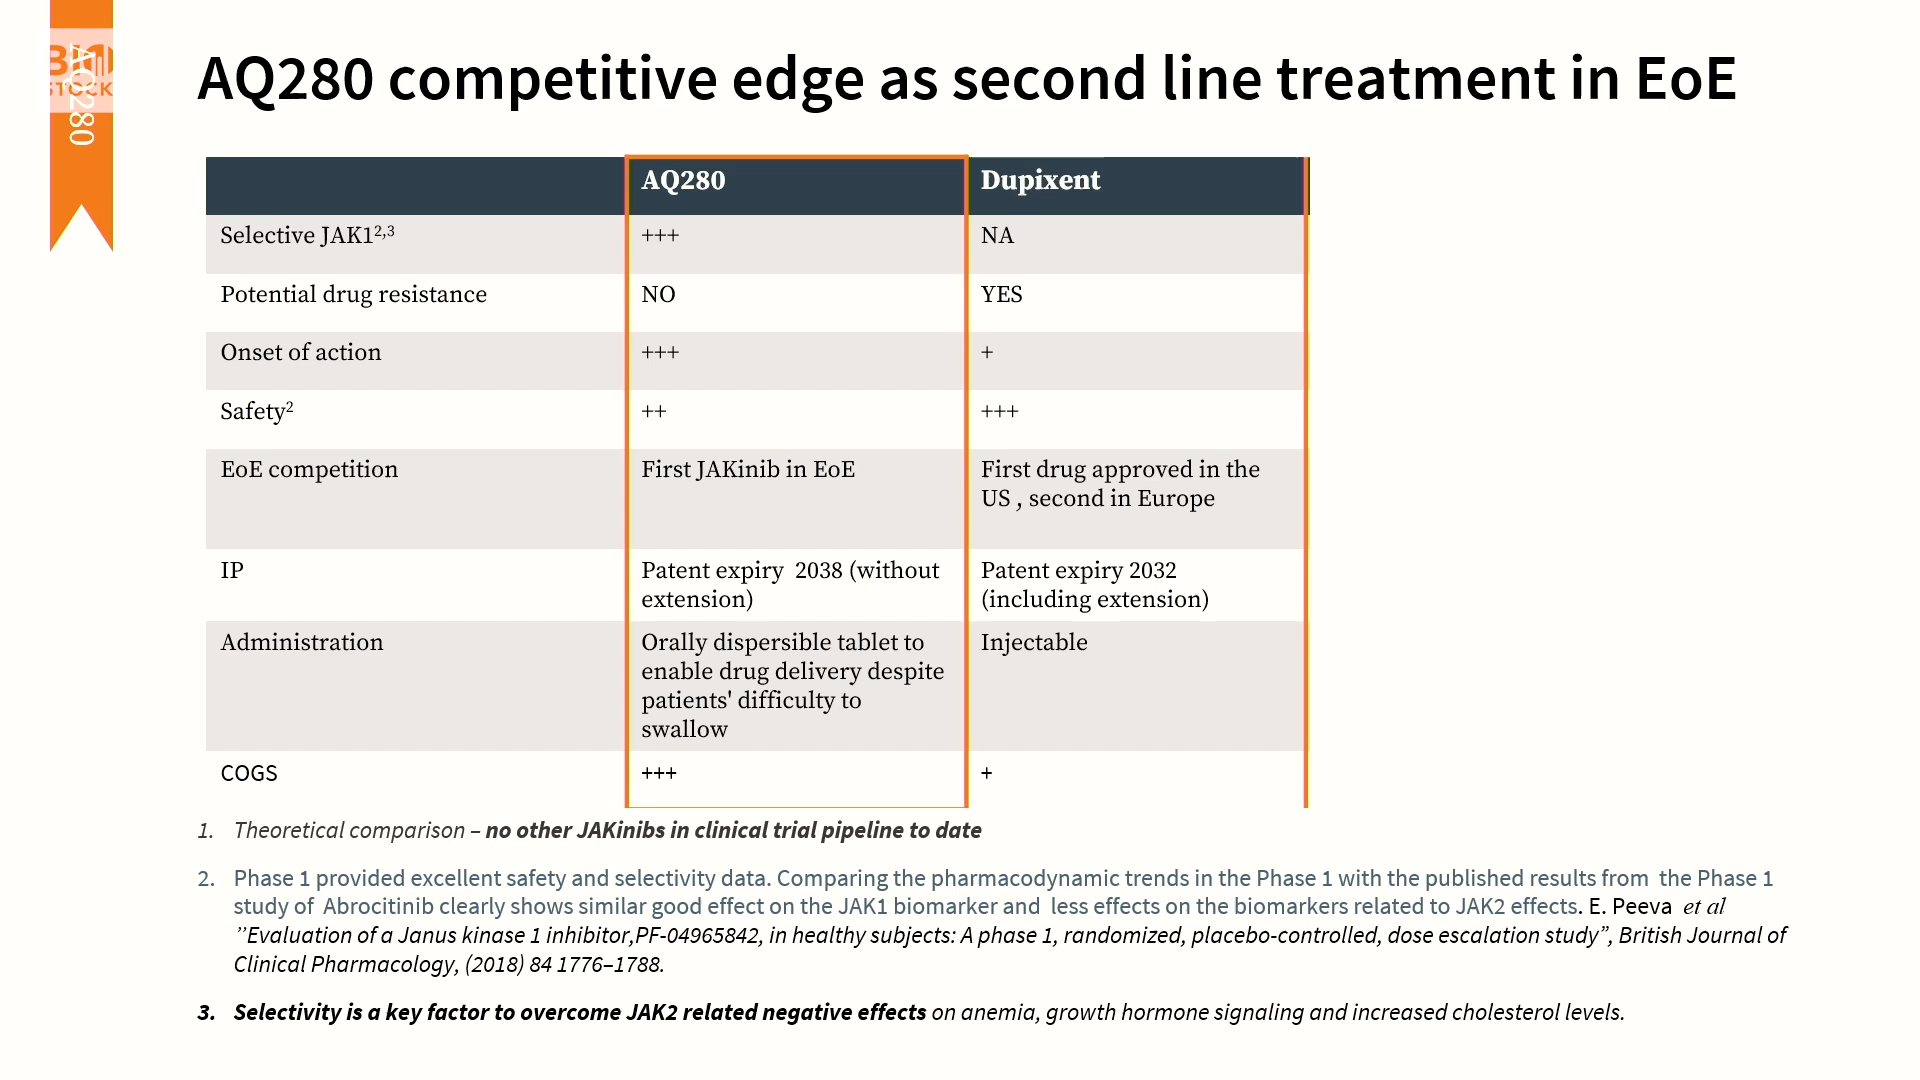 AQ280
AQ280 competitive edge as second line treatment in EoE
AQ280 Dupixent
Selective JAK1²,³ +++ NA
Potential drug resistance NO YES
Onset of action +++ +
Safety² ++ +++
EoE competition First JAKinib in EoE First drug approved in the
US , second in Europe
IP Patent expiry 2038 (without Patent expiry 2032
extension) (including extension)
Administration Orally dispersible tablet to Injectable
enable drug delivery despite
patients' difficulty to
swallow
COGS +++ +
1. Theoretical comparison – no other JAKinibs in clinical trial pipeline to date
2. Phase 1 provided excellent safety and selectivity data. Comparing the pharmacodynamic trends in the Phase 1 with the published results from the Phase 1
study of Abrocitinib clearly shows similar good effect on the JAK1 biomarker and less effects on the biomarkers related to JAK2 effects. E. Peeva et al
”Evaluation of a Janus kinase 1 inhibitor,PF-04965842, in healthy subjects: A phase 1, randomized, placebo-controlled, dose escalation study”, British Journal of
Clinical Pharmacology, (2018) 84 1776–1788.
3. Selectivity is a key factor to overcome JAK2 related negative effects on anemia, growth hormone signaling and increased cholesterol levels.